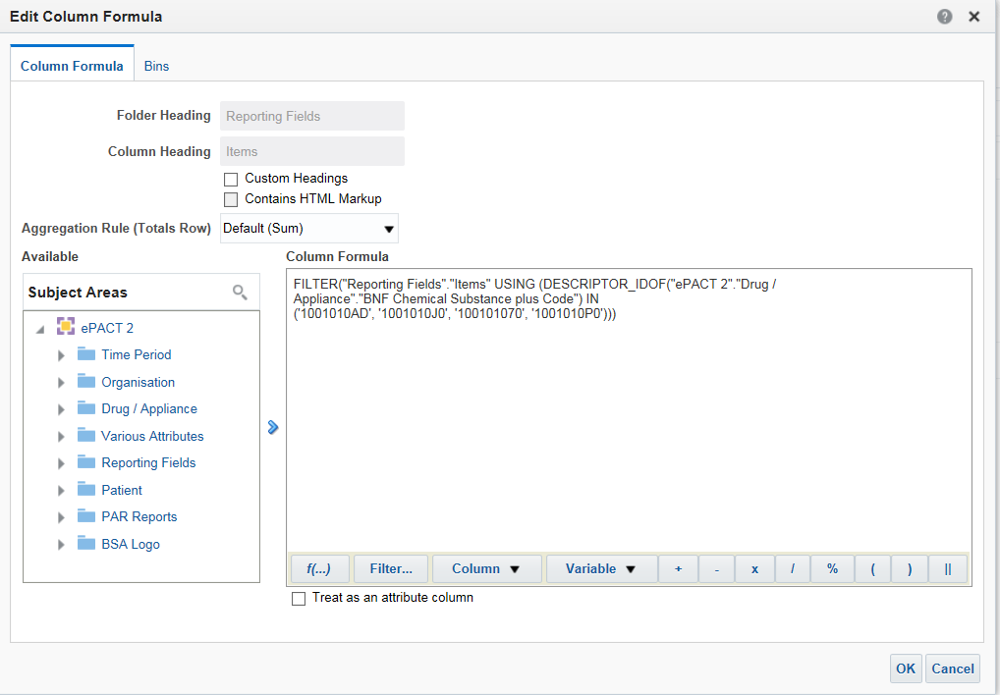 Edit Column Formula
Column Formula
Bins
Folder Heading
Reporting Fields
Column Heading
Items
Custom Headings
Contains HTML Markup
Aggregation Rule (Totals Row)
Default (Sum)
Available
Column Formula
Subject Areas
ePACT 2
Time Period
Organisation
Drug / Appliance
Various Attributes
Reporting Fields
Patient
PAR Reports
BSA Logo
FILTER("Reporting Fields"."Items" USING (DESCRIPTOR_IDOF("ePACT 2"."Drug /
Appliance"."BNF Chemical Substance plus Code") IN
('1001010AD', '1001010J0', '100101070', '1001010P0')))
f(...)
Filter...
Column
Variable
+
-
x
/
%
(
)
||
Treat as an attribute column
OK
Cancel